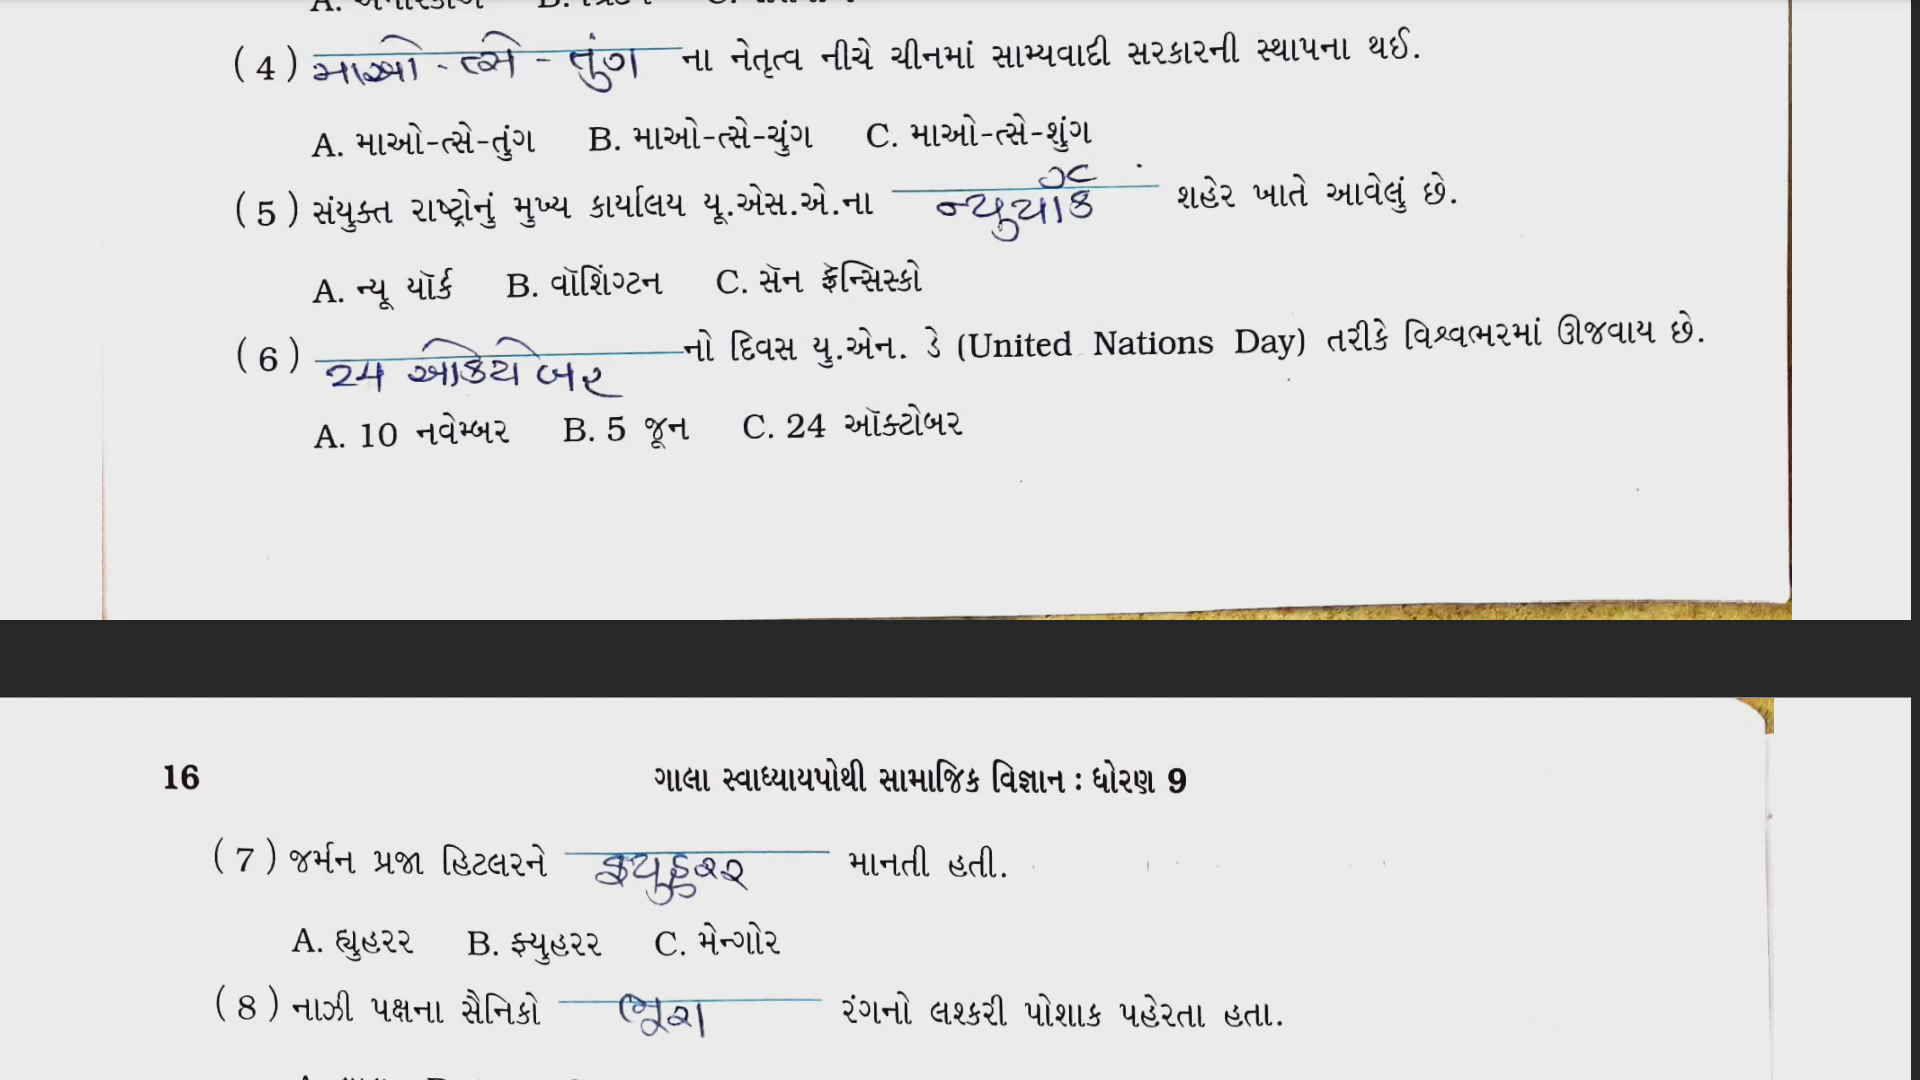 (4) માઓ - ત્સે - તુંગ ના નેતૃત્વ નીચે ચીનમાં સામ્યવાદી સરકારની સ્થાપના થઈ.
A. માઓ-ત્સે-તુંગ B. માઓ-ત્સે-ચુંગ C. માઓ-ત્સે-શુંગ
(5) સંયુક્ત રાષ્ટ્રોનું મુખ્ય કાર્યાલય યૂ.એસ.એ.ના ન્યુયોર્ક શહેર ખાતે આવેલું છે.
A. ન્યૂ યૉર્ક B. વૉશિંગ્ટન C. સૅન ફ્રૅન્સિસ્કો
(6) 24 ઓકટોબર નો દિવસ યુ.એન. ડે (United Nations Day) તરીકે વિશ્વભરમાં ઊજવાય છે.
A. 10 નવેમ્બર B. 5 જૂન C. 24 ઑક્ટોબર
16 ગાલા સ્વાધ્યાયપોથી સામાજિક વિજ્ઞાન : ધોરણ 9
(7) જર્મન પ્રજા હિટલરને ફ્યુહરર માનતી હતી.
A. હ્યુહરર B. ફ્યુહરર C. મેન્ગોર
(8) નાઝી પક્ષના સૈનિકો ભૂરા રંગનો લશ્કરી પોશાક પહેરતા હતા.